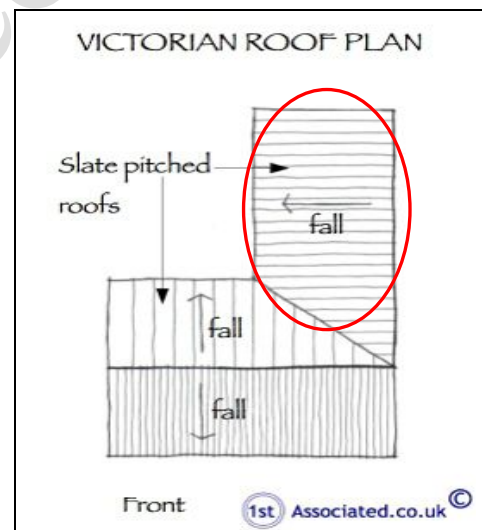 VICTORIAN ROOF PLAN
Slate pitched
roofs
fall
fall
fall
Front
1st Associated.co.uk ©